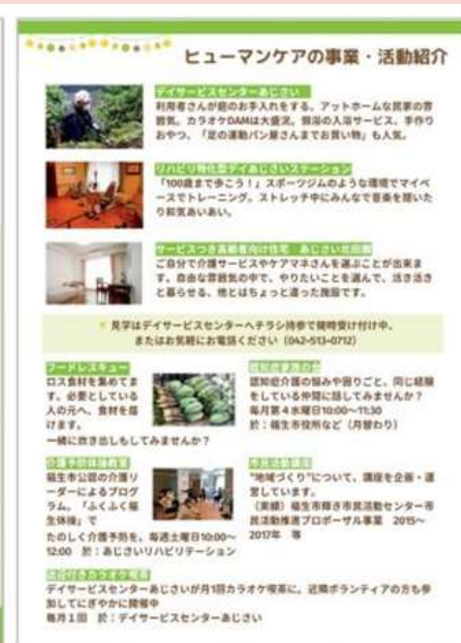 ヒューマンケアの事業・活動紹介
デイサービスセンターあじさい
利用者さんが庭のお手入れをする、アットホームな民家の雰
囲気。カラオケDAMは大盛況。個浴の入浴サービス、手作り
おやつ、「足の運動パン屋さんまでお買い物」も人気。
リハビリ特化型デイあじさいステーション
「100歳まで歩こう!」スポーツジムのような環境でマイペ
ースでトレーニング。ストレッチ中にみんなで音楽を聴いた
り和気あいあい。
サービスつき高齢者向け住宅 あじさい北田園
ご自分で介護サービスやケアマネさんを選ぶことが出来ま
す。自由な雰囲気の中で、やりたいことを選んで、活き活き
と暮らせる、他とはちょっと違った施設です。
見学はデイサービスセンターへチラシ持参で随時受け付け中。
またはお気軽にお電話ください(042-513-0712)
フードレスキュー
ロス食材を集めてま
す。必要としている
人の元へ、食材を届
けます。
一緒に炊き出しもしてみませんか?
認知症家族の会
認知症介護の悩みや困りごと、同じ経験
をしている仲間に話してみませんか?
毎月第4水曜日10:00~11:30
於:福生市役所など(月替わり)
介護予防体操教室
福生市公認の介護リ
ーダーによるプログ
ラム。「ふくふく福
生体操」で
たのしく介護予防を。毎週土曜日10:00~
12:00 於:あじさいリハビリテーション
市民活動講座
"地域づくり"について、講座を企画・運
営しています。
(実績)福生市輝き市民活動センター市
民活動推進プロポーザル事業 2015~
2017年 等
送迎付きカラオケ喫茶
デイサービスセンターあじさいが月1回カラオケ喫茶に。近隣ボランティアの方も参
加してにぎやかに開催中
毎月1回 於:デイサービスセンターあじさい